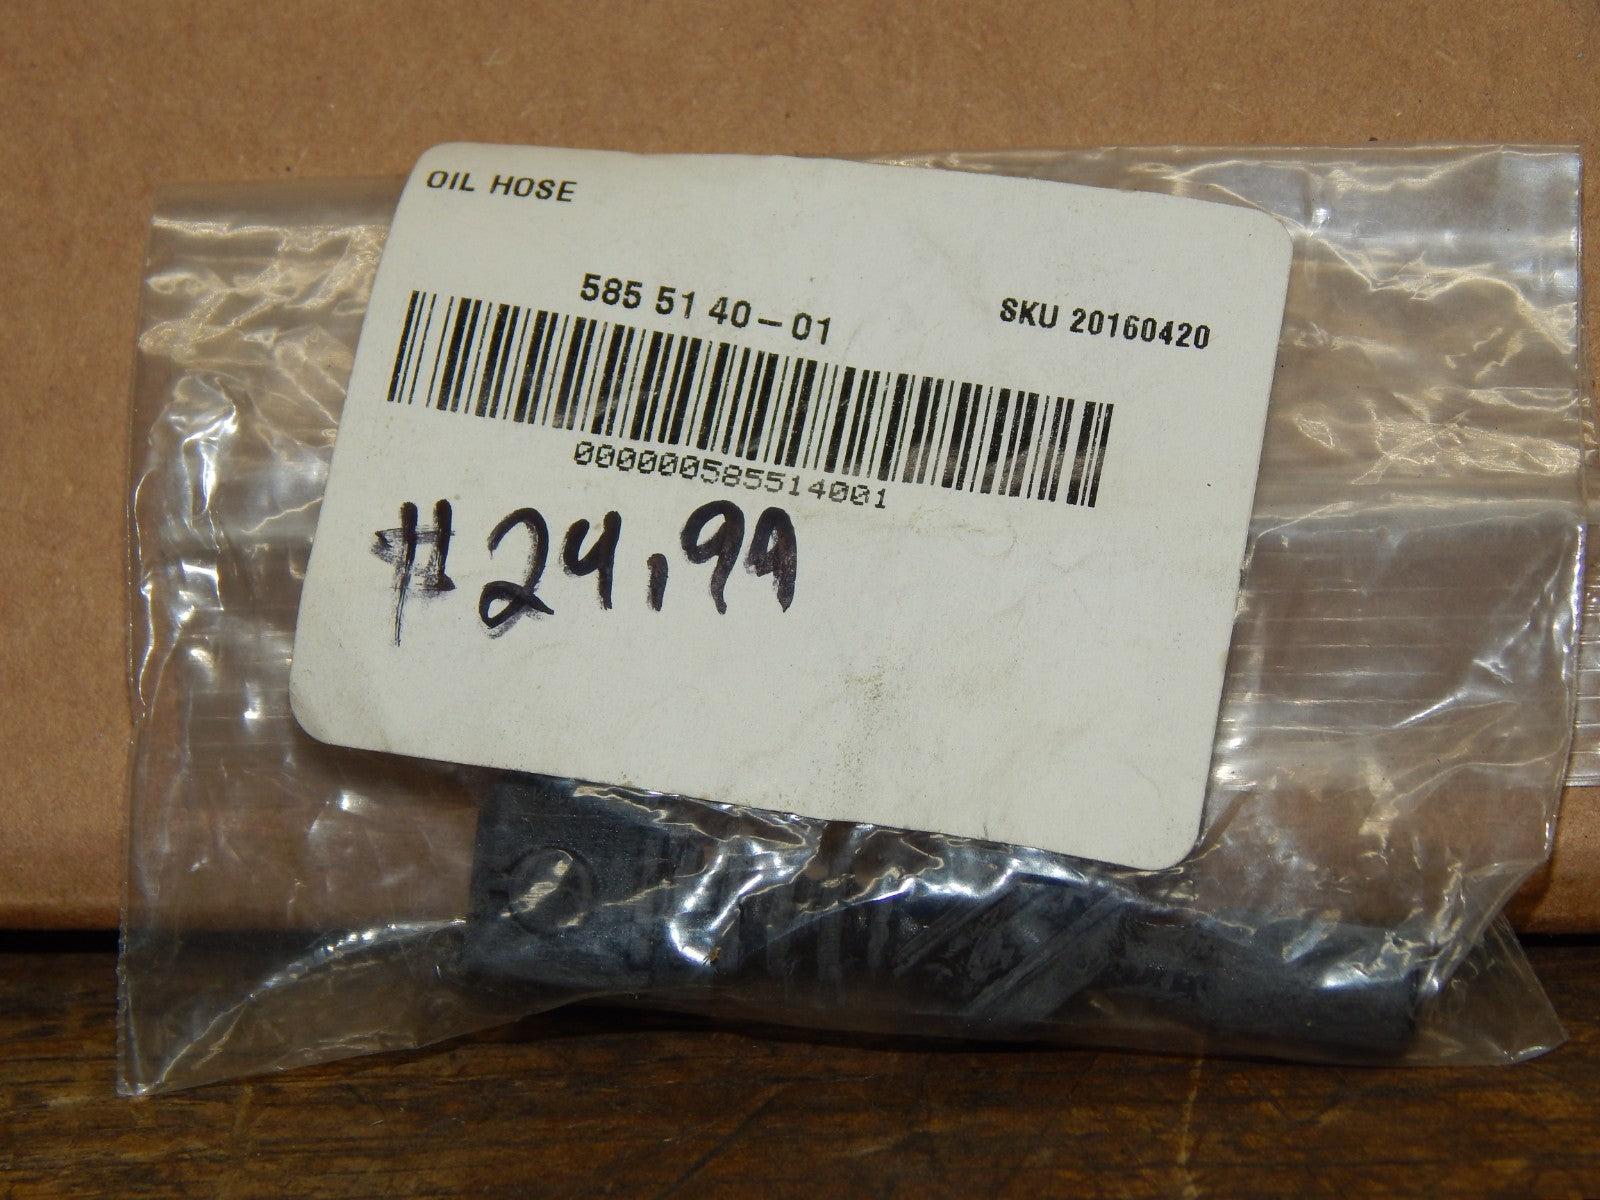 OIL HOSE
585 51 40-01
SKU 20160420
000000585514001
#24.99